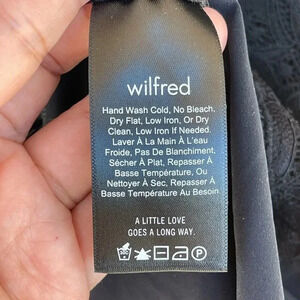 wilfred
Hand Wash Cold, No Bleach.
Dry Flat, Low Iron, Or Dry
Clean, Low Iron If Needed.
Laver À La Main À L'eau
Froide, Pas De Blanchiment.
Sécher À Plat, Repasser À
Basse Température, Ou
Nettoyer À Sec, Repasser À
Basse Température Au Besoin.
A LITTLE LOVE
GOES A LONG WAY.